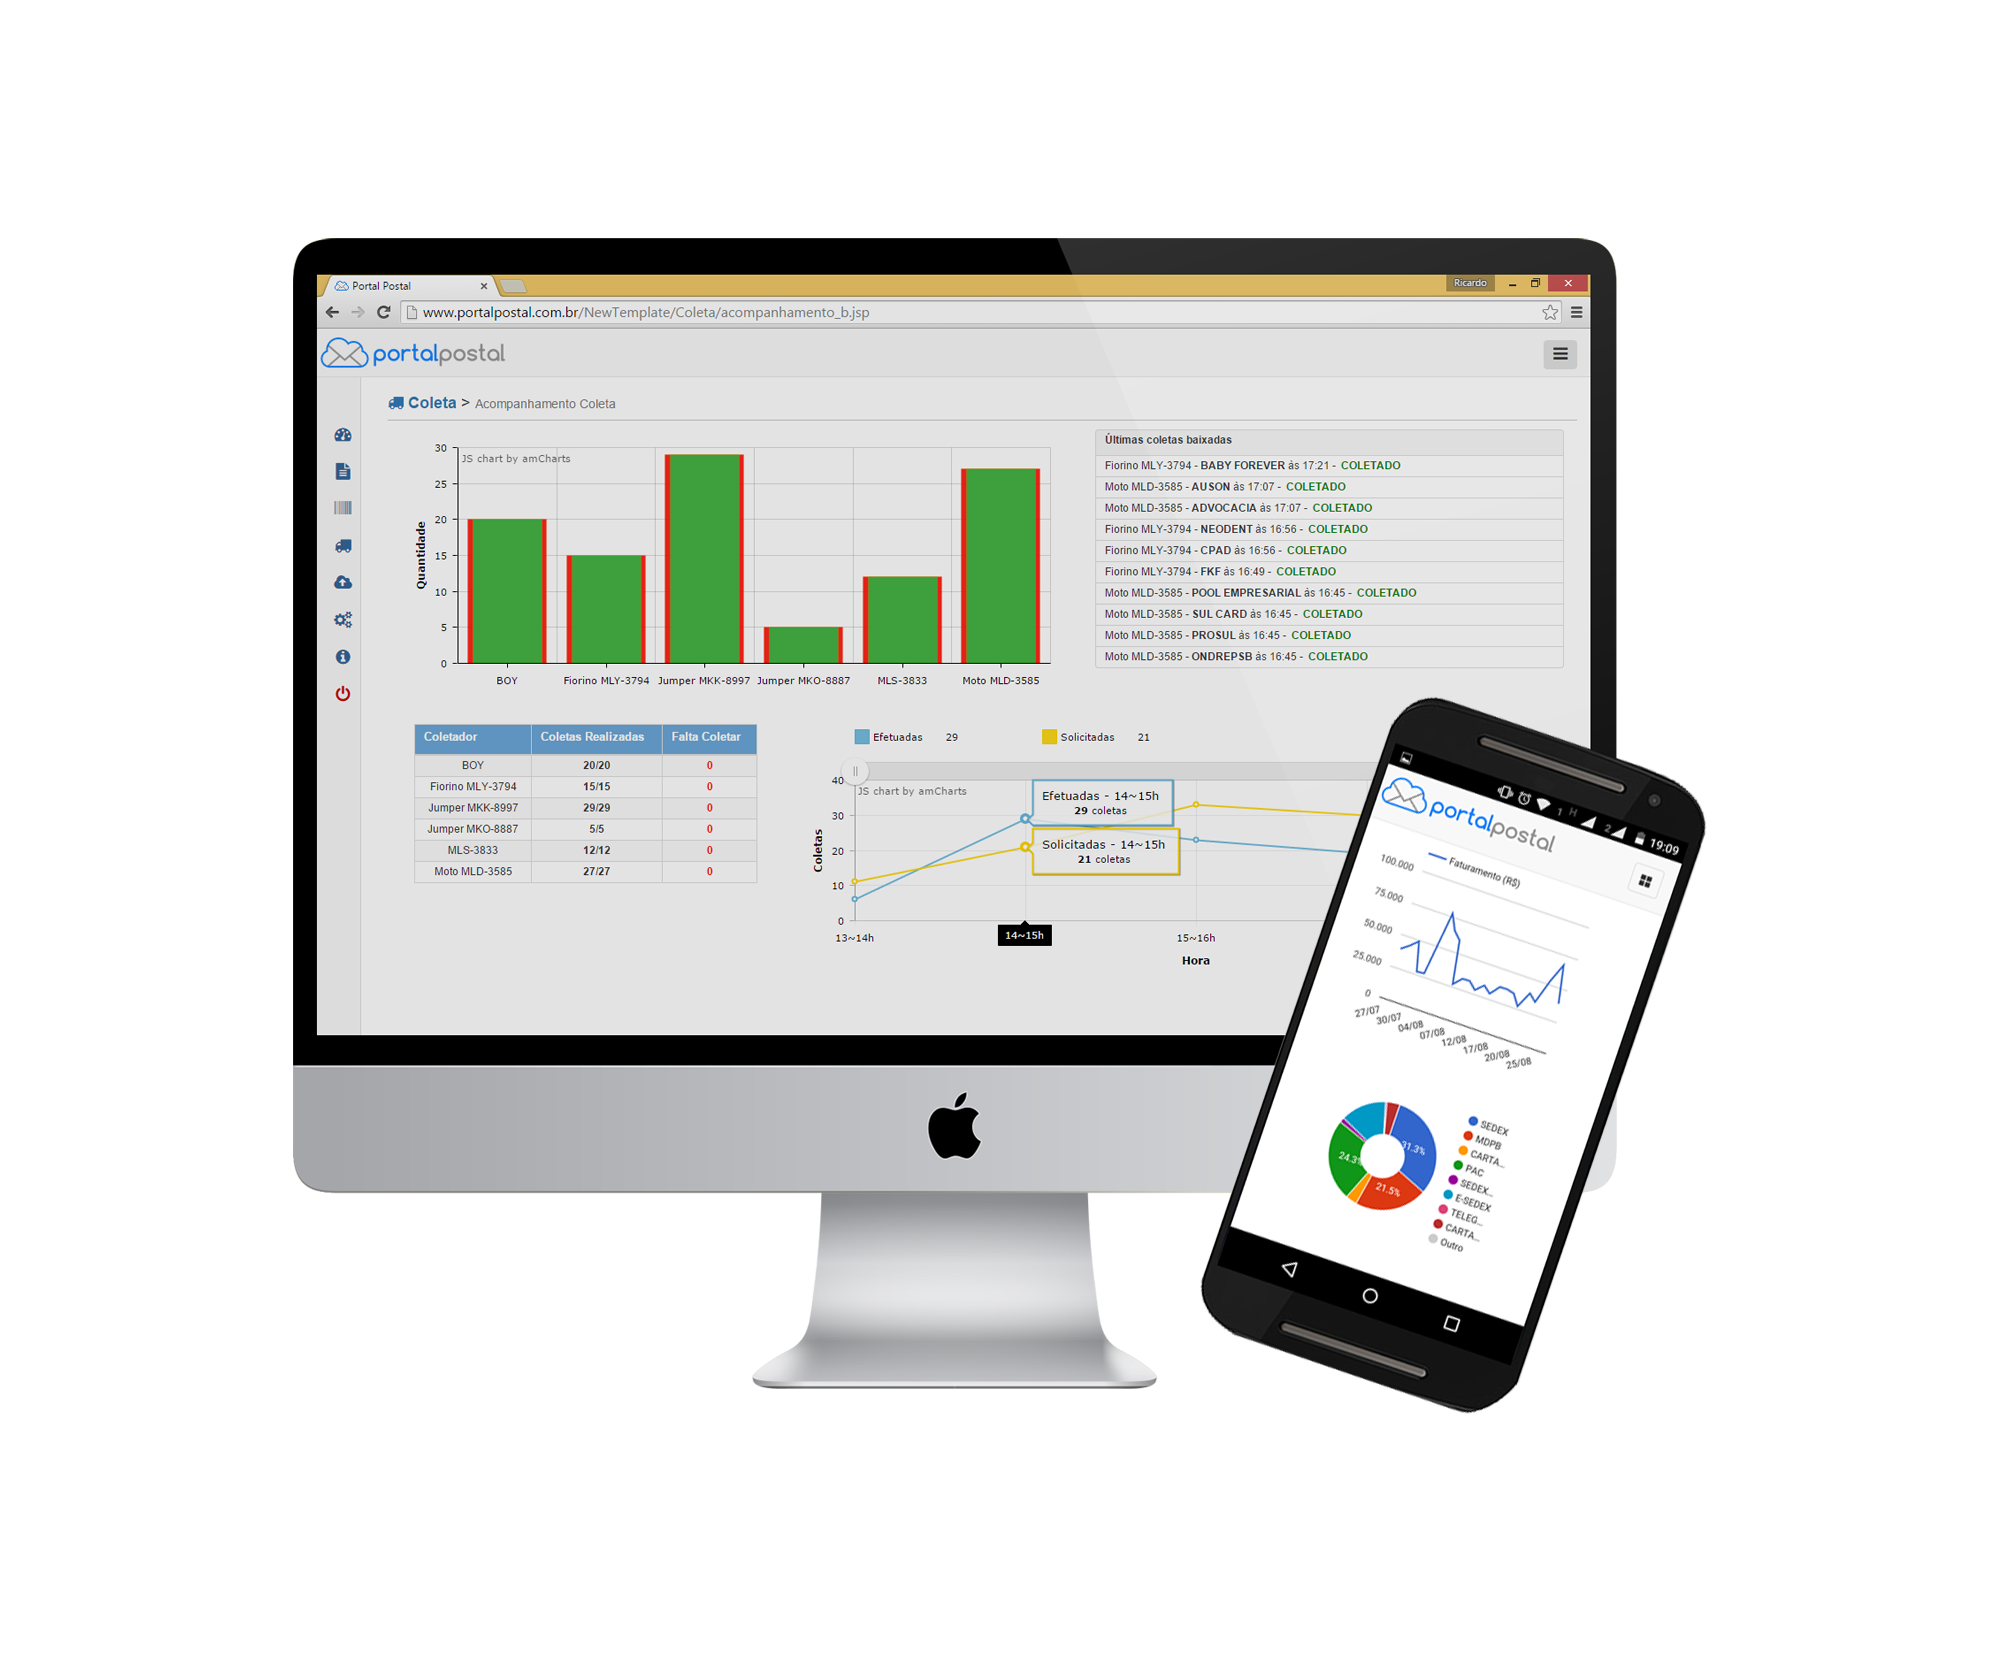 Portal Postal
Ricardo
www.portalpostal.com.br/NewTemplate/Coleta/acompanhamento_b.jsp
portalpostal
Coleta > Acompanhamento Coleta
JS chart by amCharts
Quantidade
30
25
20
15
10
5
0
BOY
Fiorino MLY-3794
Jumper MKK-8997
Jumper MKO-8887
MLS-3833
Moto MLD-3585
Últimas coletas baixadas
Fiorino MLY-3794 - BABY FOREVER às 17:21 - COLETADO
Moto MLD-3585 - AUSON às 17:07 - COLETADO
Moto MLD-3585 - ADVOCACIA às 17:07 - COLETADO
Fiorino MLY-3794 - NEODENT às 16:56 - COLETADO
Fiorino MLY-3794 - CPAD às 16:56 - COLETADO
Fiorino MLY-3794 - FKF às 16:49 - COLETADO
Moto MLD-3585 - POOL EMPRESARIAL às 16:45 - COLETADO
Moto MLD-3585 - SUL CARD às 16:45 - COLETADO
Moto MLD-3585 - PROSUL às 16:45 - COLETADO
Moto MLD-3585 - ONDREPSB às 16:45 - COLETADO
Coletador Coletas Realizadas Falta Coletar
BOY 20/20 0
Fiorino MLY-3794 15/15 0
Jumper MKK-8997 29/29 0
Jumper MKO-8887 5/5 0
MLS-3833 12/12 0
Moto MLD-3585 27/27 0
Efetuadas 29 Solicitadas 21
JS chart by amCharts
Coletas
40
30
20
10
0
Efetuadas - 14~15h
29 coletas
Solicitadas - 14~15h
21 coletas
13~14h
14~15h
15~16h
Hora
1 H 2 19:09
portalpostal
Faturamento (R$)
100.000
75.000
50.000
25.000
0
27/07
30/07
04/08
07/08
12/08
17/08
20/08
25/08
31.3%
21.5%
24.3%
SEDEX
MDPB
CARTA...
PAC
SEDEX...
E-SEDEX
TELEG...
CARTA...
Outro